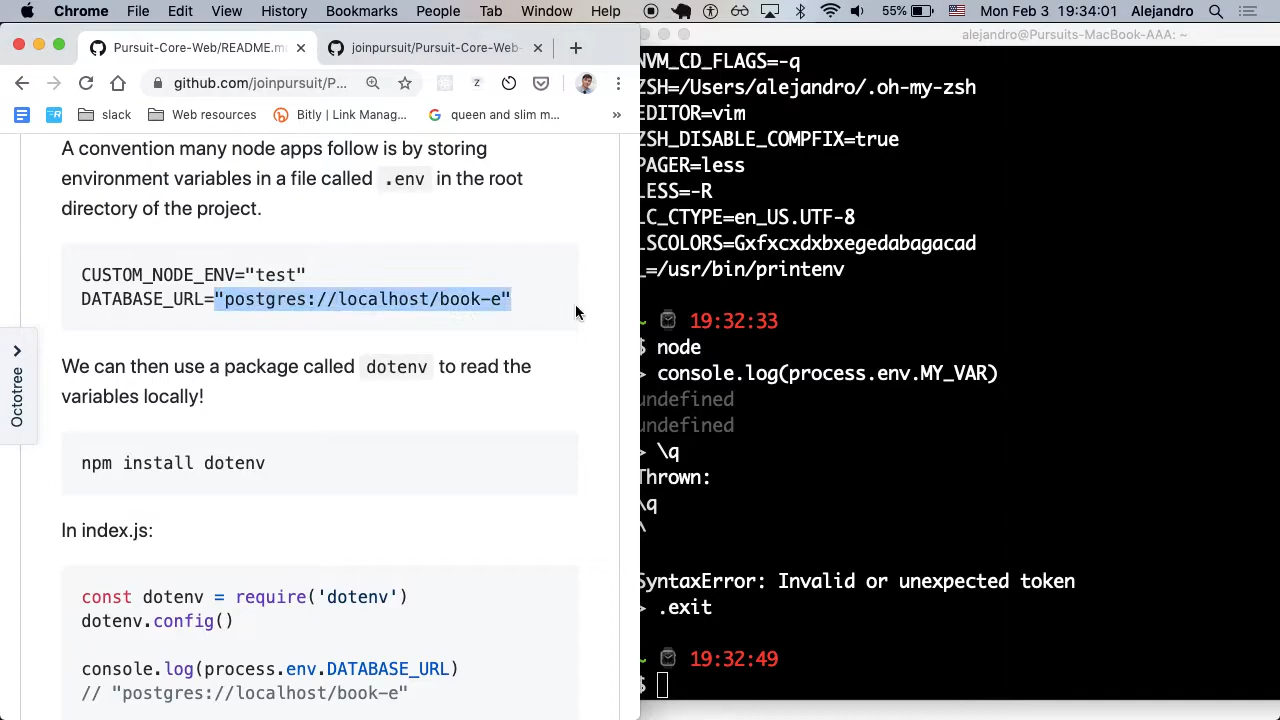 Chrome File Edit View History Bookmarks People Tab Window Help 55% Mon Feb 3 19:34:01 Alejandro
Pursuit-Core-Web/README.m
joinpursuit/Pursuit-Core-Web-
alejandro@Pursuits-MacBook-AAA: ~
github.com/joinpursuit/P...
slack Web resources Bitly | Link Manag... queen and slim m... »
A convention many node apps follow is by storing
environment variables in a file called .env in the root
directory of the project.
CUSTOM_NODE_ENV="test"
DATABASE_URL="postgres://localhost/book-e"
We can then use a package called dotenv to read the
variables locally!
npm install dotenv
In index.js:
const dotenv = require('dotenv')
dotenv.config()
console.log(process.env.DATABASE_URL)
// "postgres://localhost/book-e"
Octotree
NVM_CD_FLAGS=-q
ZSH=/Users/alejandro/.oh-my-zsh
EDITOR=vim
ZSH_DISABLE_COMPFIX=true
PAGER=less
LESS=-R
LC_CTYPE=en_US.UTF-8
LSCOLORS=Gxfxcxdxbxegedabagacad
_=/usr/bin/printenv
~ 19:32:33
$ node
> console.log(process.env.MY_VAR)
undefined
undefined
> \q
Thrown:
\q
^
SyntaxError: Invalid or unexpected token
> .exit
~ 19:32:49
$